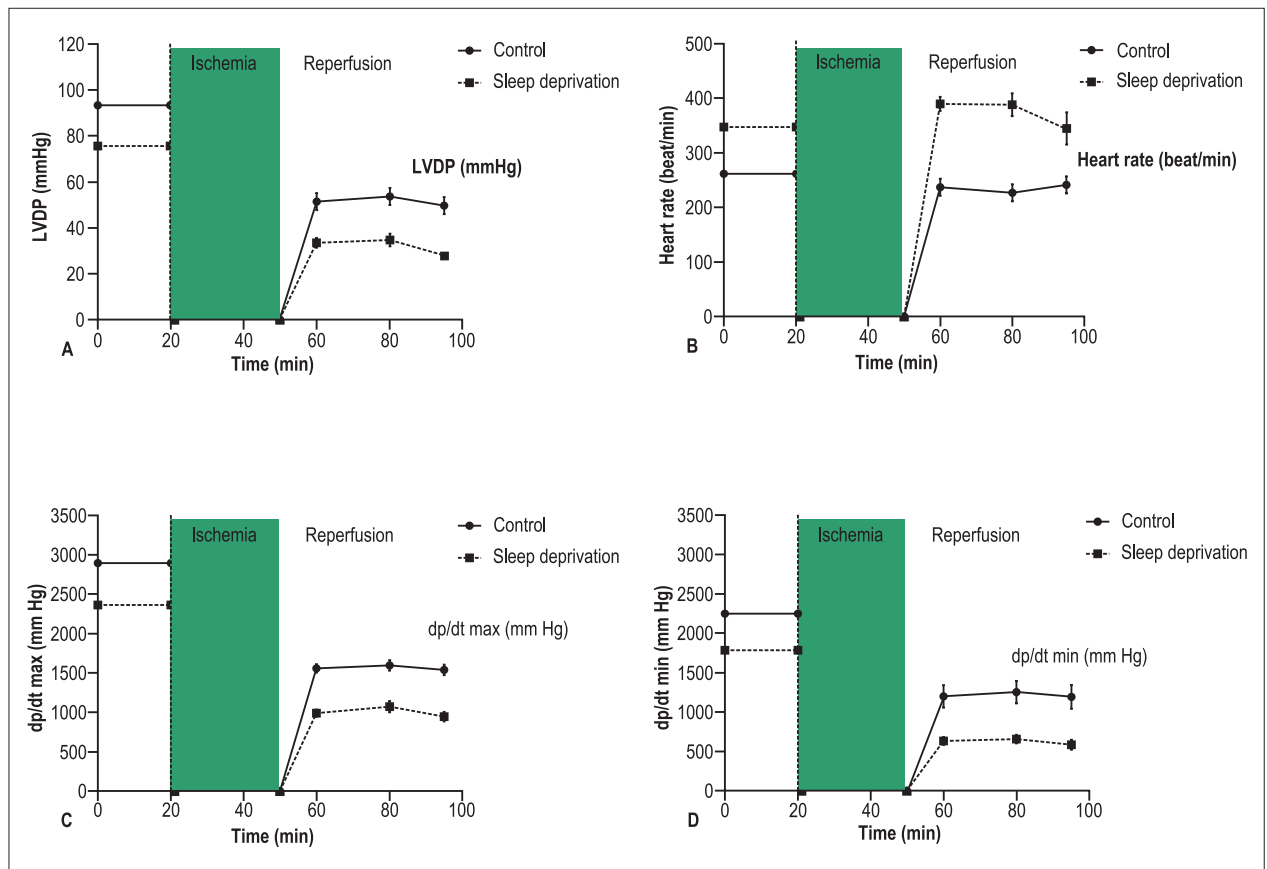 120
100
80
60
40
20
0
LVDP (mmHg)
Ischemia
Reperfusion
Control
Sleep deprivation
LVDP (mmHg)
0 20 40 60 80 100
Time (min)
A
500
400
300
200
100
0
Heart rate (beat/min)
Ischemia
Reperfusion
Control
Sleep deprivation
Heart rate (beat/min)
0 20 40 60 80 100
Time (min)
B
3500
3000
2500
2000
1500
1000
500
0
dp/dt max (mm Hg)
Ischemia
Reperfusion
Control
Sleep deprivation
dp/dt max (mm Hg)
0 20 40 60 80 100
Time (min)
C
3500
3000
2500
2000
1500
1000
500
0
dp/dt min (mm Hg)
Ischemia
Reperfusion
Control
Sleep deprivation
dp/dt min (mm Hg)
0 20 40 60 80 100
Time (min)
D